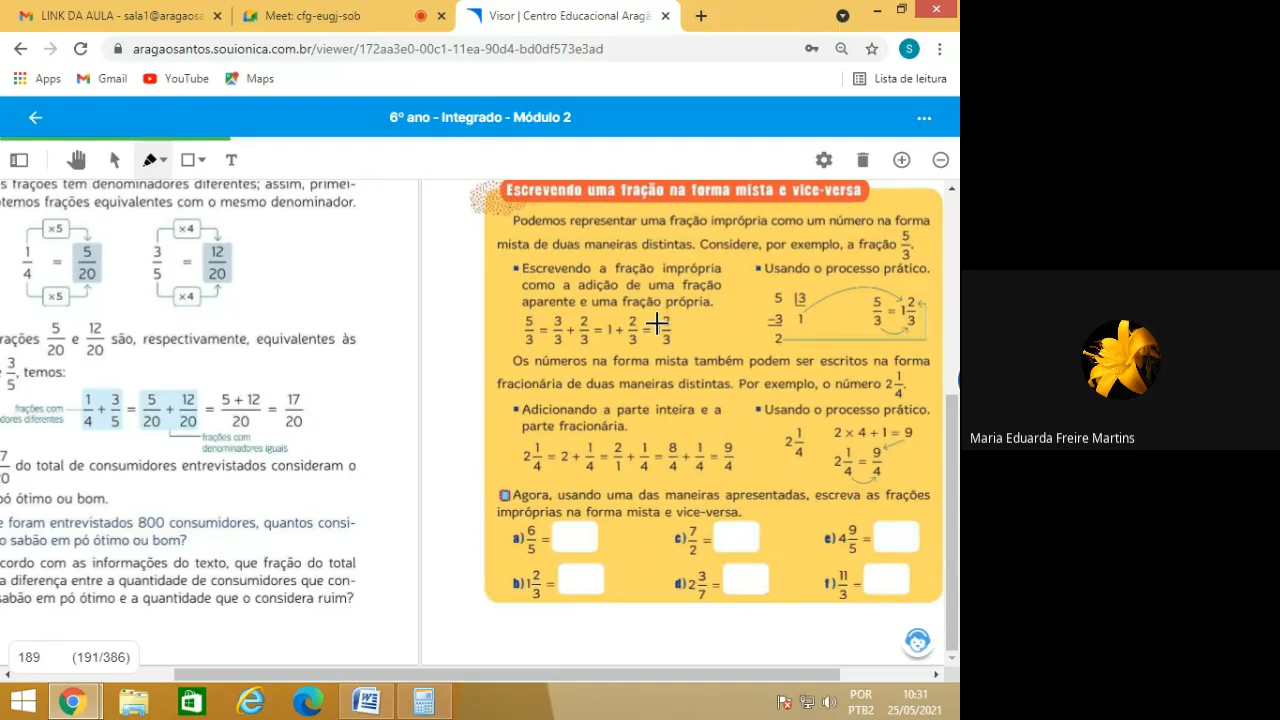 LINK DA AULA - sala1@aragaosa
Meet: cfg-eugj-sob
Visor | Centro Educacional Aragã
aragaosantos.souionica.com.br/viewer/172aa3e0-00c1-11ea-90d4-bd0df573e3ad
S
Apps
Gmail
YouTube
Maps
Lista de leitura
6º ano - Integrado - Módulo 2
T
s frações têm denominadores diferentes; assim, primei-
temos frações equivalentes com o mesmo denominador.
×5 ×4
1/4 = 5/20 3/5 = 12/20
×5 ×4
rações 5/20 e 12/20 são, respectivamente, equivalentes às
3/5, temos:
frações com
dores diferentes
1/4 + 3/5 = 5/20 + 12/20 = 5 + 12/20 = 17/20
frações com
denominadores iguais
7/20 do total de consumidores entrevistados consideram o
pó ótimo ou bom.
e foram entrevistados 800 consumidores, quantos consi-
o sabão em pó ótimo ou bom?
cordo com as informações do texto, que fração do total
a diferença entre a quantidade de consumidores que con-
sabão em pó ótimo e a quantidade que o considera ruim?
189 (191/386)
Escrevendo uma fração na forma mista e vice-versa
Podemos representar uma fração imprópria como um número na forma
mista de duas maneiras distintas. Considere, por exemplo, a fração 5/3.
▪ Escrevendo a fração imprópria
como a adição de uma fração
aparente e uma fração própria.
5/3 = 3/3 + 2/3 = 1 + 2/3 = 2/3
▪ Usando o processo prático.
5 |3
−3 1
2
5/3 = 1 2/3
Os números na forma mista também podem ser escritos na forma
fracionária de duas maneiras distintas. Por exemplo, o número 2 1/4.
▪ Adicionando a parte inteira e a
parte fracionária.
2 1/4 = 2 + 1/4 = 2/1 + 1/4 = 8/4 + 1/4 = 9/4
▪ Usando o processo prático.
2 1/4 2 × 4 + 1 = 9
2 1/4 = 9/4
Agora, usando uma das maneiras apresentadas, escreva as frações
impróprias na forma mista e vice-versa.
a) 6/5 = c) 7/2 = e) 4 9/5 =
b) 1 2/3 = d) 2 3/7 = f) 11/3 =
Maria Eduarda Freire Martins
POR
PTB2
10:31
25/05/2021